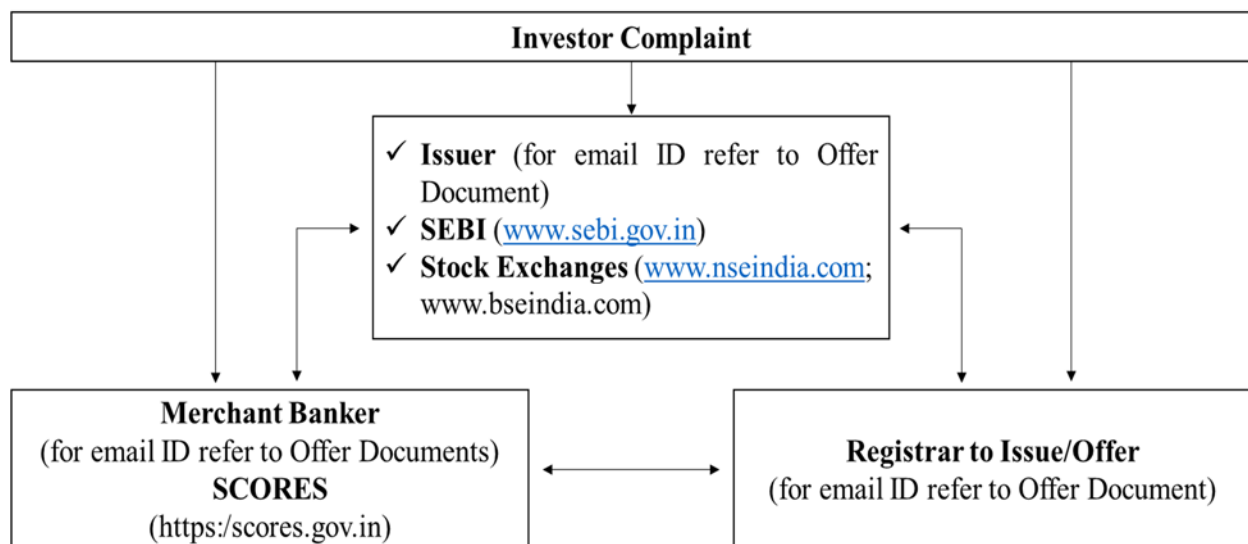 Investor Complaint
✓ Issuer (for email ID refer to Offer
Document)
✓ SEBI (www.sebi.gov.in)
✓ Stock Exchanges (www.nseindia.com;
www.bseindia.com)
Merchant Banker
(for email ID refer to Offer Documents)
SCORES
(https:/scores.gov.in)
Registrar to Issue/Offer
(for email ID refer to Offer Document)